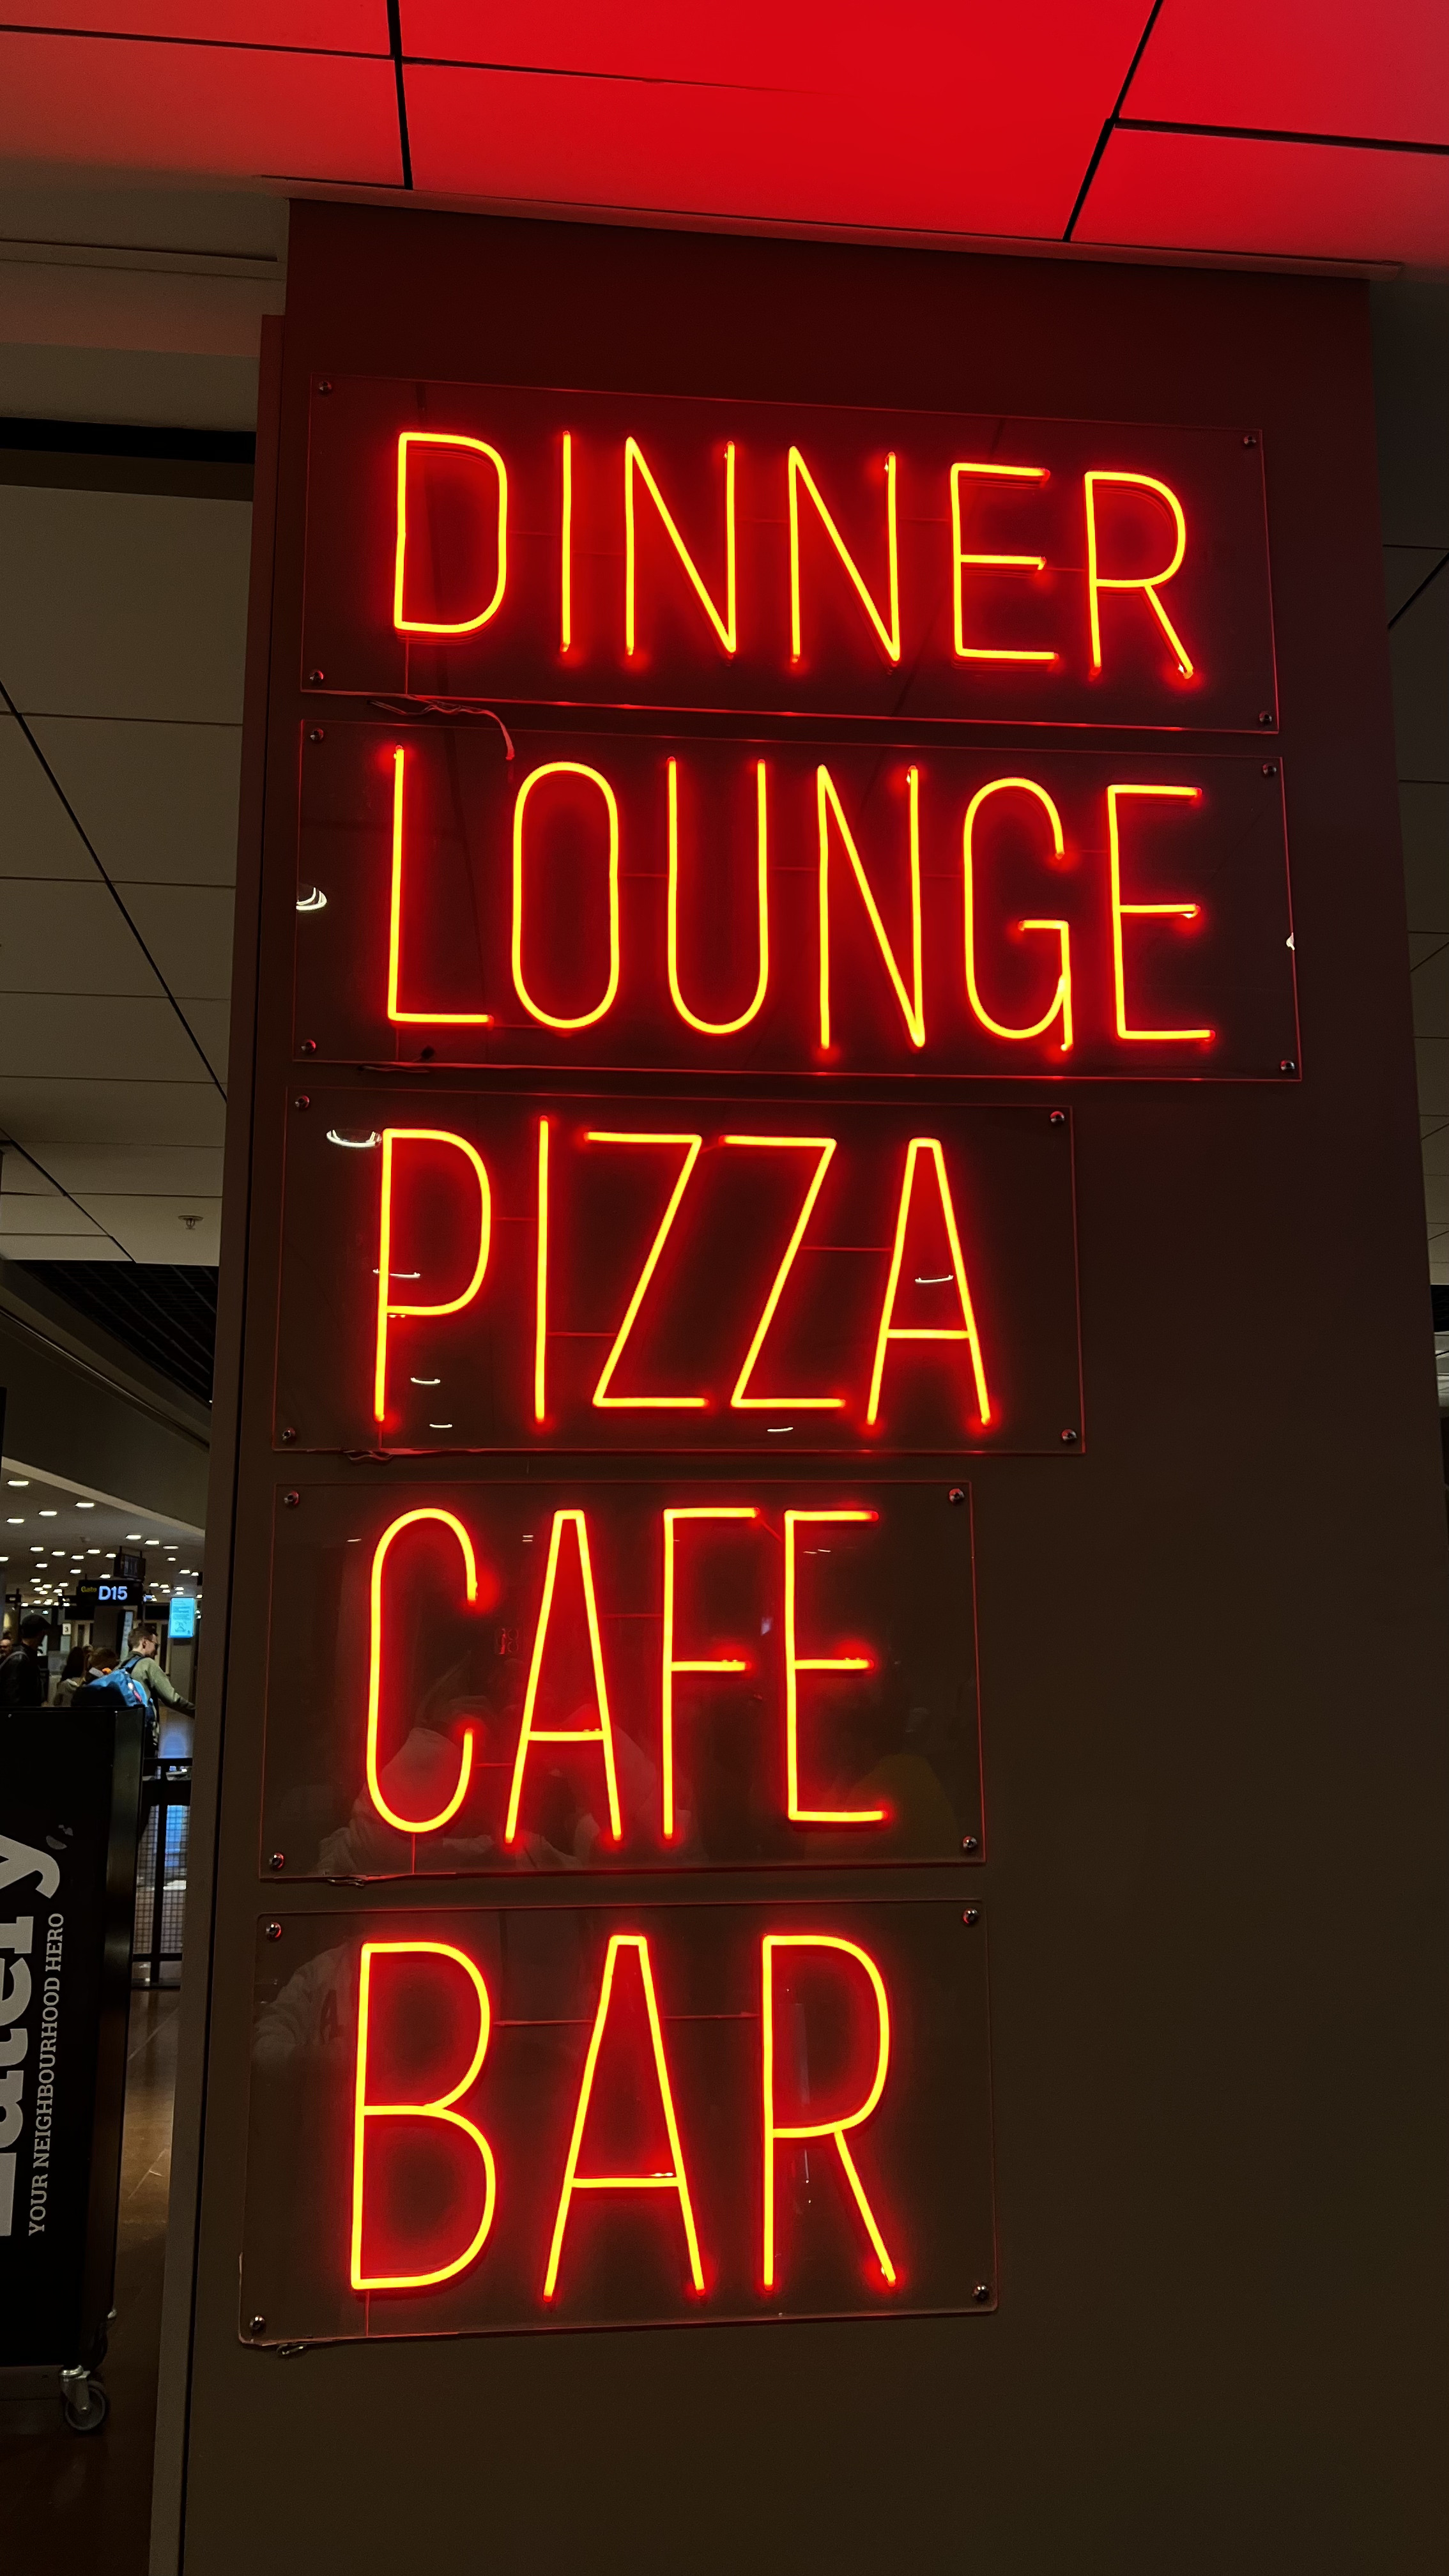 DINNER
LOUNGE
PIZZA
CAFE
BAR
D15
YOUR NEIGHBOURHOOD HERO